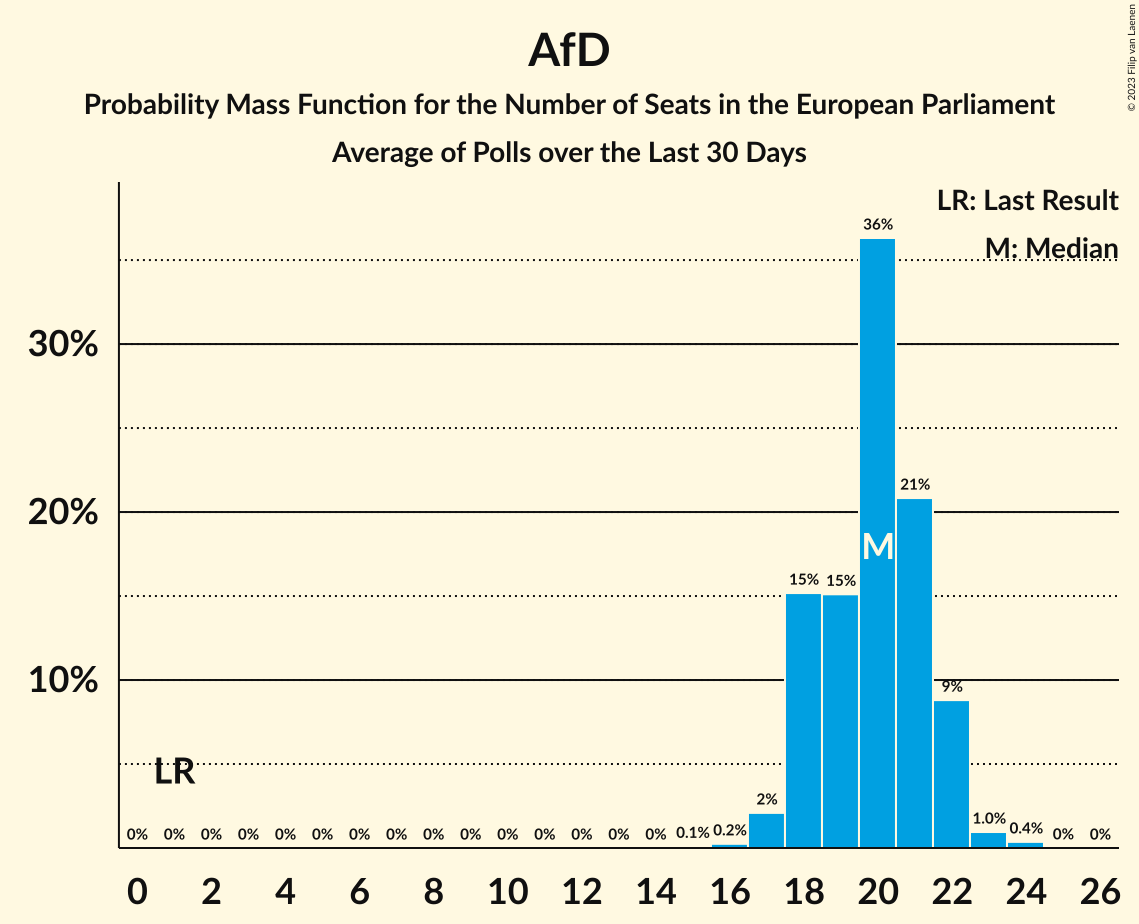 AfD
Probability Mass Function for the Number of Seats in the European Parliament
Average of Polls over the Last 30 Days
© 2023 Filip van Laenen
LR: Last Result
M: Median
36%
30%
21%
20%
M
15% 15%
10%
9%
LR
2%
0% 0% 0% 0% 0% 0% 0% 0% 0% 0% 0% 0% 0% 0% 0% 0.1% 0.2% 1.0% 0.4% 0% 0%
0 2 4 6 8 10 12 14 16 18 20 22 24 26